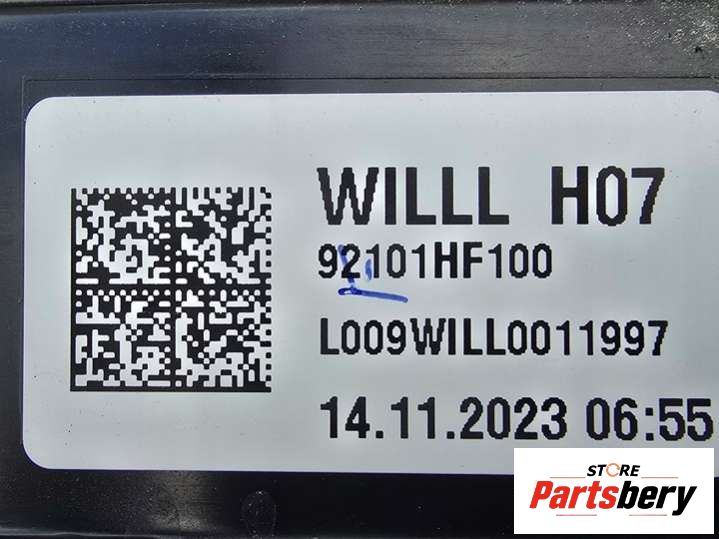 WILLL H07
92101HF100
L009WILL0011997
14.11.2023 06:55
STORE
Partsbery